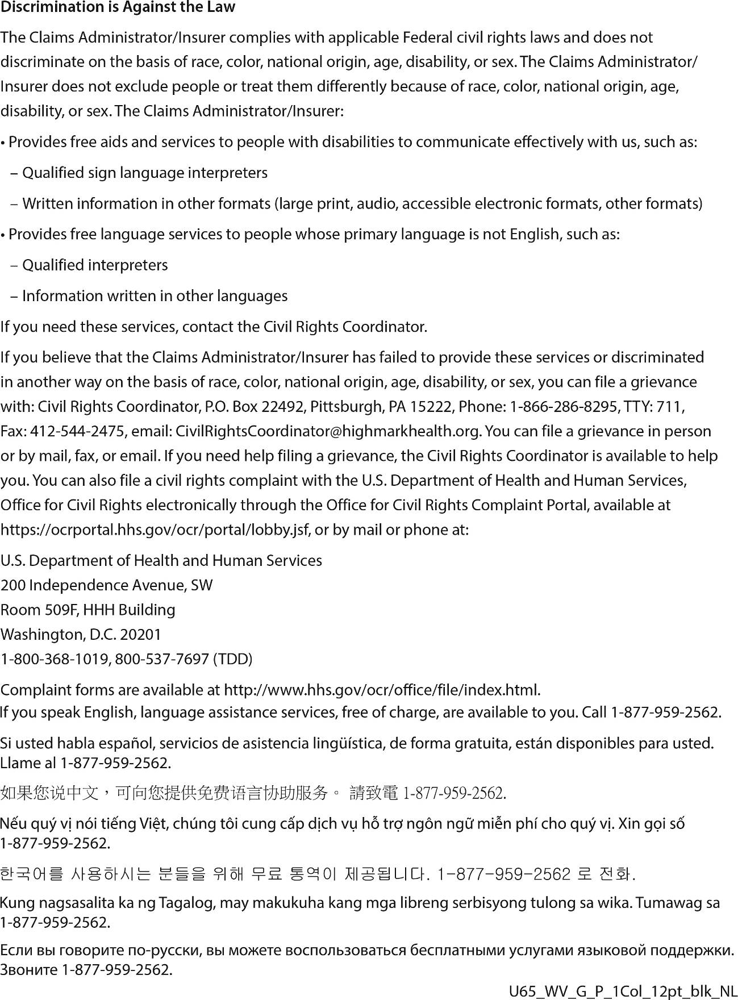 Discrimination is Against the Law
The Claims Administrator/Insurer complies with applicable Federal civil rights laws and does not
discriminate on the basis of race, color, national origin, age, disability, or sex. The Claims Administrator/
Insurer does not exclude people or treat them differently because of race, color, national origin, age,
disability, or sex. The Claims Administrator/Insurer:
• Provides free aids and services to people with disabilities to communicate effectively with us, such as:
– Qualified sign language interpreters
– Written information in other formats (large print, audio, accessible electronic formats, other formats)
• Provides free language services to people whose primary language is not English, such as:
– Qualified interpreters
– Information written in other languages
If you need these services, contact the Civil Rights Coordinator.
If you believe that the Claims Administrator/Insurer has failed to provide these services or discriminated
in another way on the basis of race, color, national origin, age, disability, or sex, you can file a grievance
with: Civil Rights Coordinator, P.O. Box 22492, Pittsburgh, PA 15222, Phone: 1-866-286-8295, TTY: 711,
Fax: 412-544-2475, email: CivilRightsCoordinator@highmarkhealth.org. You can file a grievance in person
or by mail, fax, or email. If you need help filing a grievance, the Civil Rights Coordinator is available to help
you. You can also file a civil rights complaint with the U.S. Department of Health and Human Services,
Office for Civil Rights electronically through the Office for Civil Rights Complaint Portal, available at
https://ocrportal.hhs.gov/ocr/portal/lobby.jsf, or by mail or phone at:
U.S. Department of Health and Human Services
200 Independence Avenue, SW
Room 509F, HHH Building
Washington, D.C. 20201
1-800-368-1019, 800-537-7697 (TDD)
Complaint forms are available at http://www.hhs.gov/ocr/office/file/index.html.
If you speak English, language assistance services, free of charge, are available to you. Call 1-877-959-2562.
Si usted habla español, servicios de asistencia lingüística, de forma gratuita, están disponibles para usted.
Llame al 1-877-959-2562.
如果您说中文，可向您提供免费语言协助服务。 請致電 1-877-959-2562.
Nếu quý vị nói tiếng Việt, chúng tôi cung cấp dịch vụ hỗ trợ ngôn ngữ miễn phí cho quý vị. Xin gọi số
1-877-959-2562.
한국어를 사용하시는 분들을 위해 무료 통역이 제공됩니다. 1-877-959-2562 로 전화.
Kung nagsasalita ka ng Tagalog, may makukuha kang mga libreng serbisyong tulong sa wika. Tumawag sa
1-877-959-2562.
Если вы говорите по-русски, вы можете воспользоваться бесплатными услугами языковой поддержки.
Звоните 1-877-959-2562.
U65_WV_G_P_1Col_12pt_blk_NL